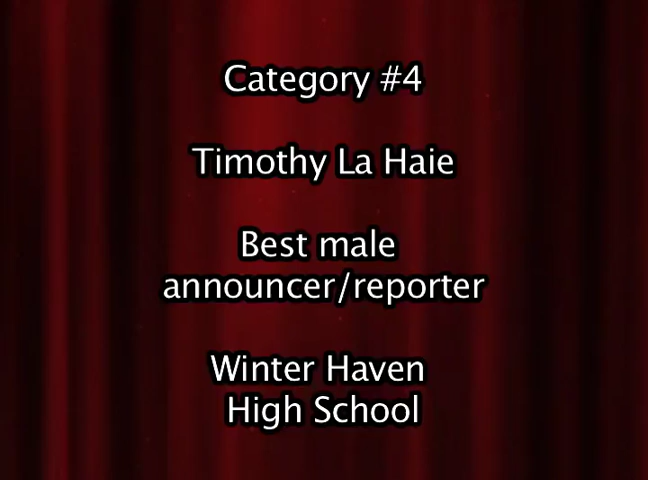 Category #4
Timothy La Haie
Best male
announcer/reporter
Winter Haven
High School